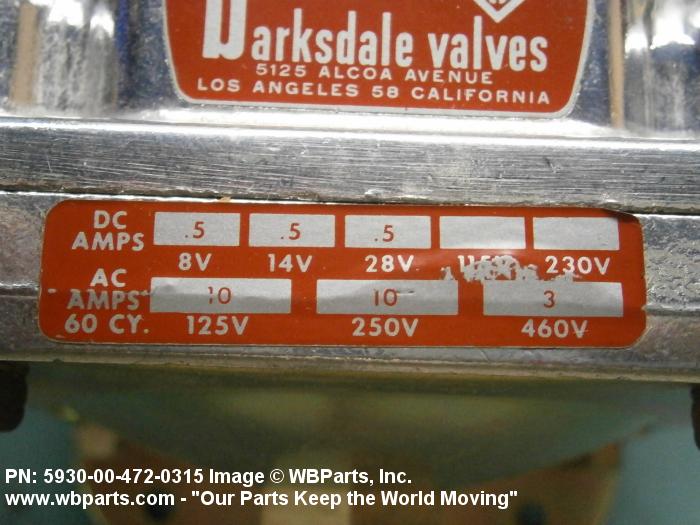 Barksdale valves
5125 ALCOA AVENUE
LOS ANGELES 58 CALIFORNIA
DC AMPS .5 .5 .5
8V 14V 28V 230V
AC AMPS 60 CY. 10 10 3
125V 250V 460V
PN: 5930-00-472-0315 Image © WBParts, Inc.
www.wbparts.com - "Our Parts Keep the World Moving"